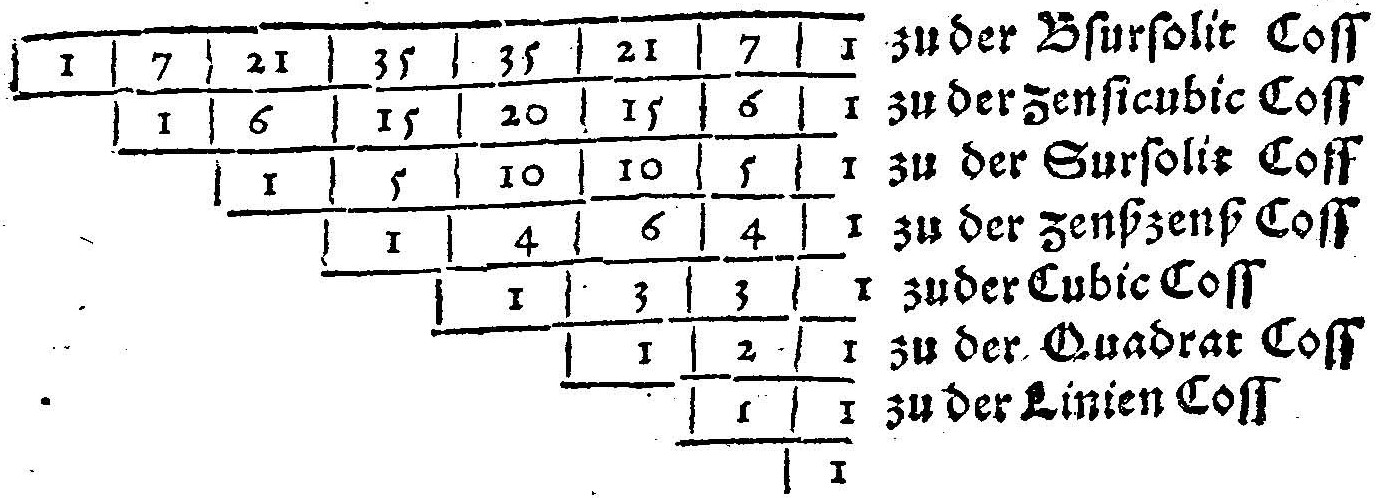 1 7 21 35 35 21 7 1 zu der Bſurſolit Coſſ
1 6 15 20 15 6 1 zu der zenſicubic Coſſ
1 5 10 10 5 1 zu der Surſolit Coſſ
1 4 6 4 1 zu der zenßzenß Coſſ
1 3 3 1 zu der Cubic Coſſ
1 2 1 zu der Quadrat Coſſ
1 1 zu der Linien Coſſ
1